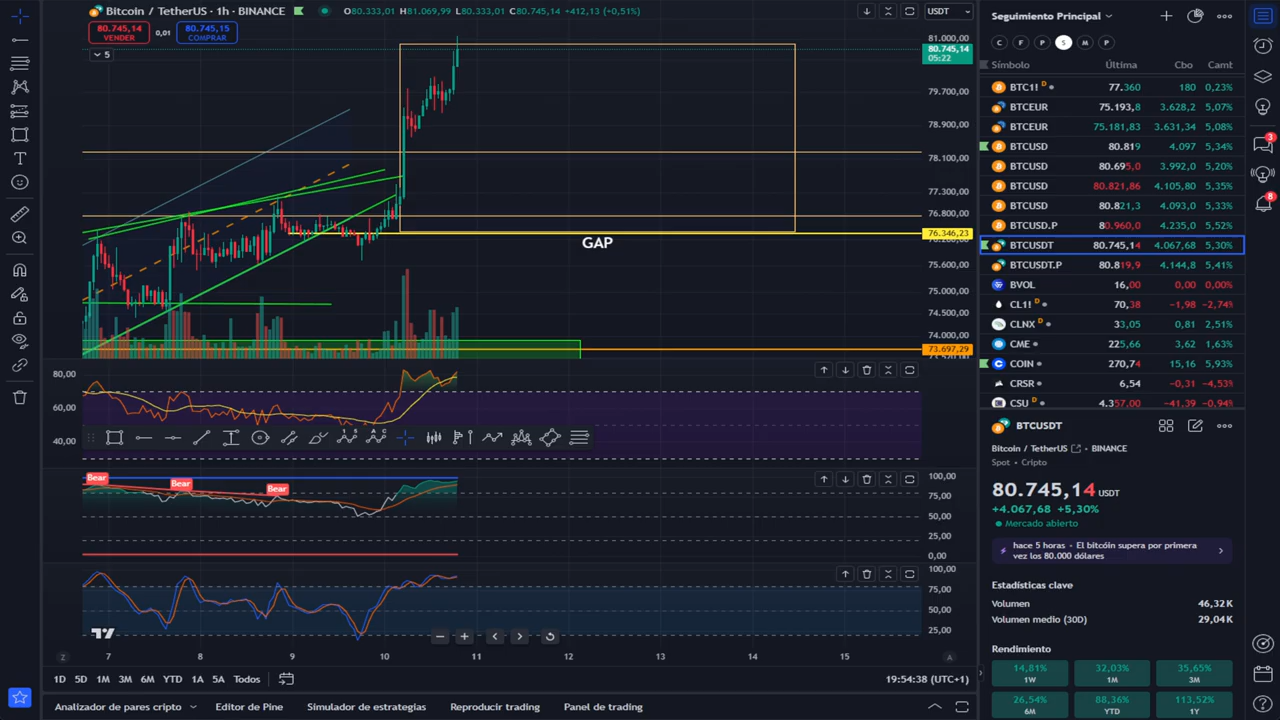 Bitcoin / TetherUS · 1h · BINANCE
O80.333,01 H81.069,99 L80.333,01 C80.745,14 +412,13 (+0,51%)
USDT
80.745,14
VENDER
0,01
80.745,15
COMPRAR
5
81.000,00
80.745,14
05:22
79.700,00
78.900,00
78.100,00
77.300,00
76.800,00
76.346,23
75.600,00
75.000,00
74.500,00
74.000,00
73.697,29
GAP
80,00
60,00
40,00
Bear
Bear
Bear
100,00
75,00
50,00
25,00
0,00
100,00
75,00
50,00
25,00
7 8 9 10 11 12 13 14 15
Z
A
1D 5D 1M 3M 6M YTD 1A 5A Todos
19:54:38 (UTC+1)
Analizador de pares cripto
Editor de Pine
Simulador de estrategias
Reproducir trading
Panel de trading
Seguimiento Principal
C F P S M P
Símbolo Última Cbo Camt
BTC1! D 77.360 180 0,23%
BTCEUR 75.193,8 3.628,2 5,07%
BTCEUR 75.181,83 3.631,34 5,08%
BTCUSD 80.819 4.097 5,34%
BTCUSD 80.695,0 3.992,0 5,20%
BTCUSD 80.821,86 4.105,80 5,35%
BTCUSD 80.821,3 4.093,0 5,33%
BTCUSD.P 80.960,0 4.235,0 5,52%
BTCUSDT 80.745,14 4.067,68 5,30%
BTCUSDT.P 80.819,9 4.144,8 5,41%
BVOL 16,00 0,00 0,00%
CL1! D 70,38 −1,98 −2,74%
CLNX D 33,05 0,81 2,51%
CME 225,66 3,62 1,63%
COIN 270,74 15,16 5,93%
CRSR 6,54 −0,31 −4,53%
CSU D 4.357,00 −41,39 −0,94%
BTCUSDT
Bitcoin / TetherUS • BINANCE
Spot • Cripto
80.745,14 USDT
+4.067,68 +5,30%
Mercado abierto
hace 5 horas • El bitcóin supera por primera
vez los 80.000 dólares
Estadísticas clave
Volumen 46,32K
Volumen medio (30D) 29,04K
Rendimiento
14,81% 32,03% 35,65%
1W 1M 3M
26,54% 88,36% 113,52%
6M YTD 1Y
3
8